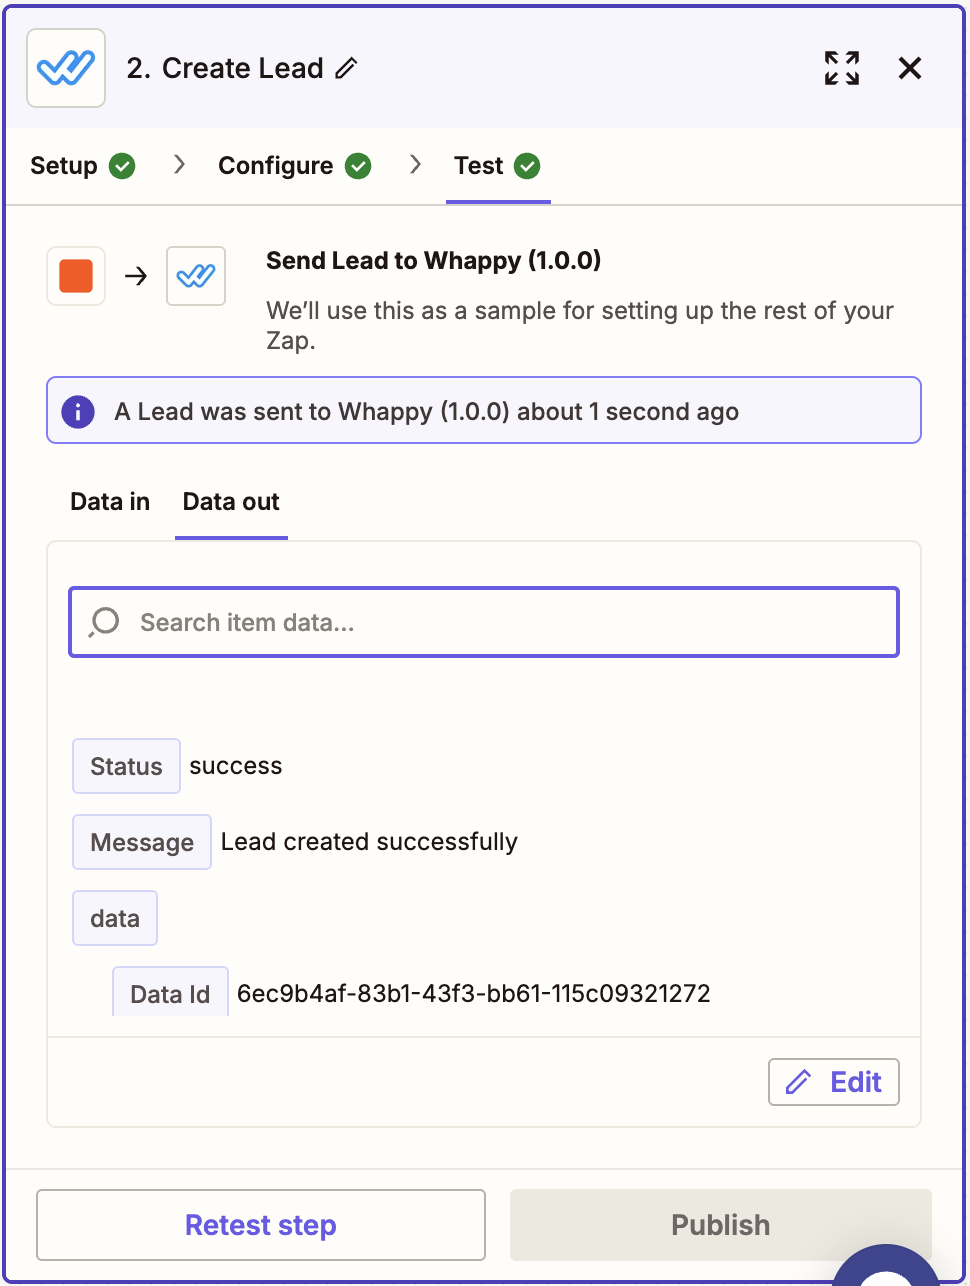 2. Create Lead
Setup
Configure
Test
Send Lead to Whappy (1.0.0)
We’ll use this as a sample for setting up the rest of your
Zap.
A Lead was sent to Whappy (1.0.0) about 1 second ago
Data in
Data out
Search item data...
Status success
Message Lead created successfully
data
Data Id 6ec9b4af-83b1-43f3-bb61-115c09321272
Edit
Retest step
Publish